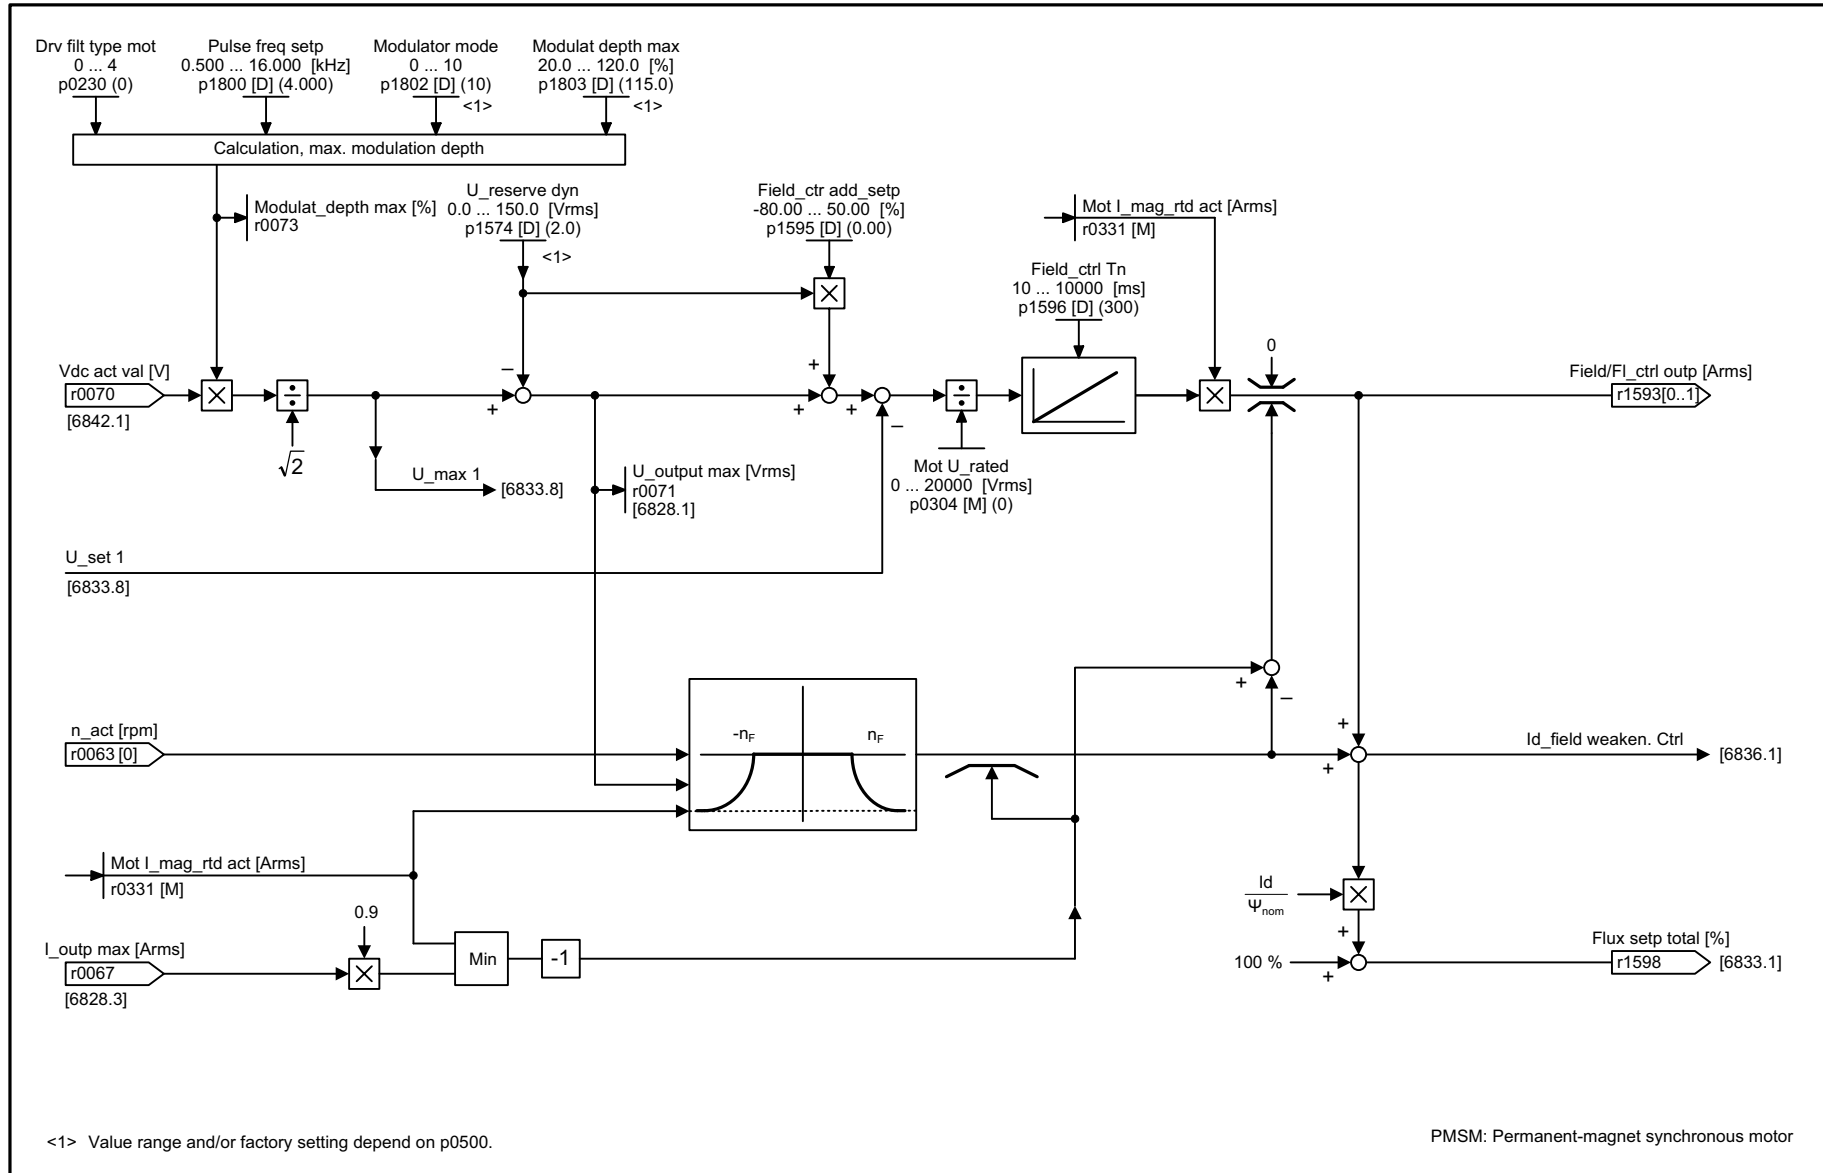 Drv filt type mot
0 ... 4
p0230 (0)
Pulse freq setp
0.500 ... 16.000 [kHz]
p1800 [D] (4.000)
Modulator mode
0 ... 10
p1802 [D] (10)
<1>
Modulat depth max
20.0 ... 120.0 [%]
p1803 [D] (115.0)
<1>
Calculation, max. modulation depth
Modulat_depth max [%]
r0073
U_reserve dyn
0.0 ... 150.0 [Vrms]
p1574 [D] (2.0)
<1>
Field_ctr add_setp
-80.00 ... 50.00 [%]
p1595 [D] (0.00)
Mot I_mag_rtd act [Arms]
r0331 [M]
Field_ctrl Tn
10 ... 10000 [ms]
p1596 [D] (300)
0
Vdc act val [V]
r0070
[6842.1]
×
÷
√2
–
+
×
+
+
+
–
÷
×
Field/Fl_ctrl outp [Arms]
r1593[0..1]
U_max 1
[6833.8]
U_output max [Vrms]
r0071
[6828.1]
Mot U_rated
0 ... 20000 [Vrms]
p0304 [M] (0)
U_set 1
[6833.8]
+
–
n_act [rpm]
r0063 [0]
-nF
nF
+
+
Id_field weaken. Ctrl
[6836.1]
Mot I_mag_rtd act [Arms]
r0331 [M]
0.9
I_outp max [Arms]
r0067
[6828.3]
×
Min
-1
Id
Ψnom
×
+
100 %
+
Flux setp total [%]
r1598
[6833.1]
<1> Value range and/or factory setting depend on p0500.
PMSM: Permanent-magnet synchronous motor